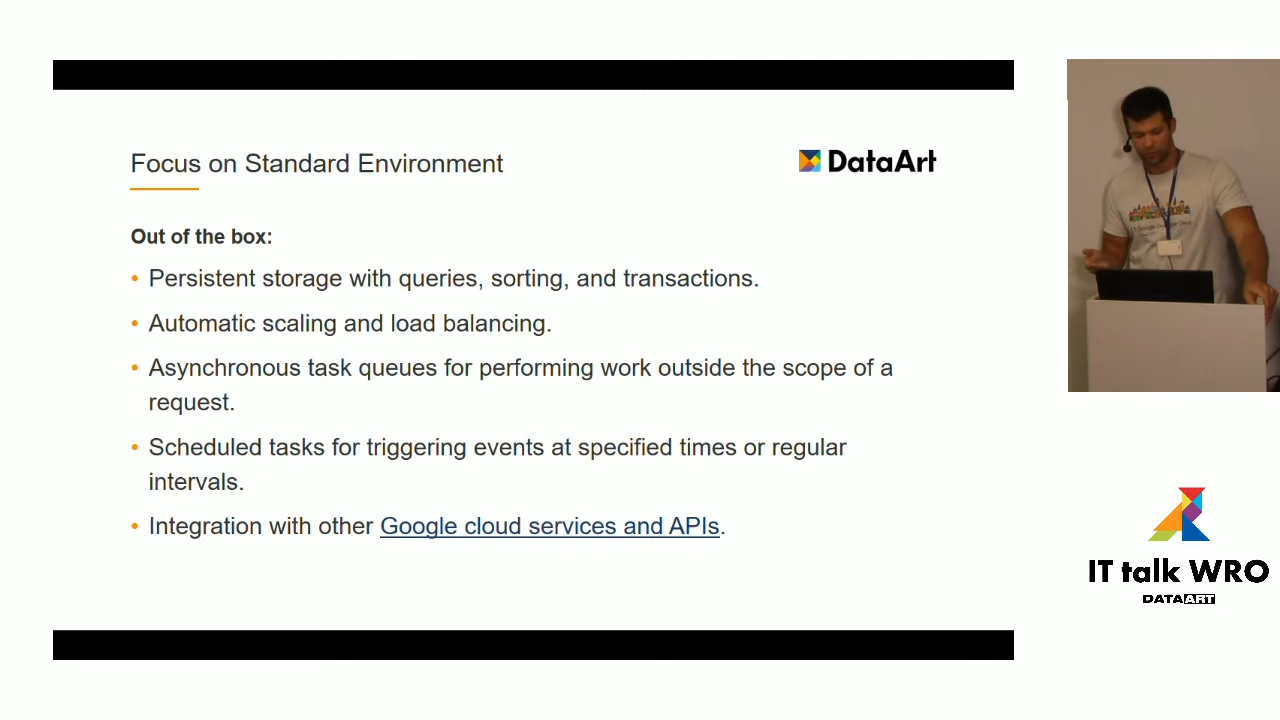 Focus on Standard Environment
DataArt
Out of the box:
• Persistent storage with queries, sorting, and transactions.
• Automatic scaling and load balancing.
• Asynchronous task queues for performing work outside the scope of a
request.
• Scheduled tasks for triggering events at specified times or regular
intervals.
• Integration with other Google cloud services and APIs.
IT talk WRO
DATAART